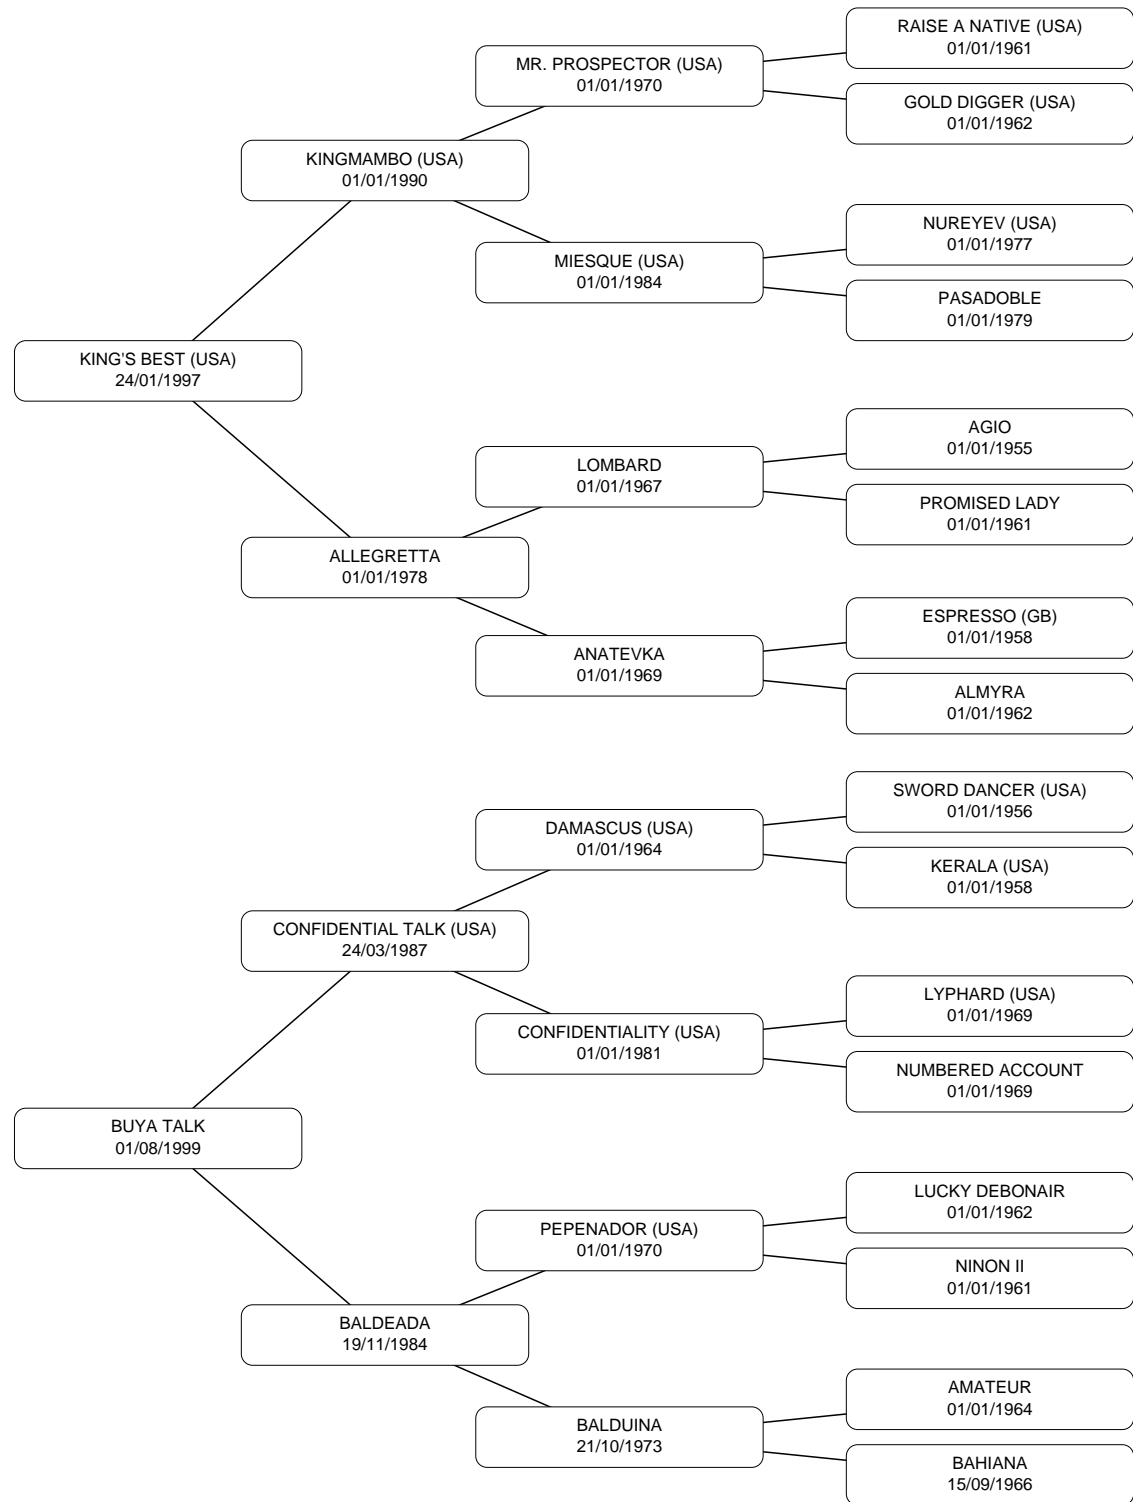 RAISE A NATIVE (USA)
01/01/1961
MR. PROSPECTOR (USA)
01/01/1970
GOLD DIGGER (USA)
01/01/1962
KINGMAMBO (USA)
01/01/1990
NUREYEV (USA)
01/01/1977
MIESQUE (USA)
01/01/1984
PASADOBLE
01/01/1979
KING'S BEST (USA)
24/01/1997
AGIO
01/01/1955
LOMBARD
01/01/1967
PROMISED LADY
01/01/1961
ALLEGRETTA
01/01/1978
ESPRESSO (GB)
01/01/1958
ANATEVKA
01/01/1969
ALMYRA
01/01/1962
SWORD DANCER (USA)
01/01/1956
DAMASCUS (USA)
01/01/1964
KERALA (USA)
01/01/1958
CONFIDENTIAL TALK (USA)
24/03/1987
LYPHARD (USA)
01/01/1969
CONFIDENTIALITY (USA)
01/01/1981
NUMBERED ACCOUNT
01/01/1969
BUYA TALK
01/08/1999
LUCKY DEBONAIR
01/01/1962
PEPENADOR (USA)
01/01/1970
NINON II
01/01/1961
BALDEADA
19/11/1984
AMATEUR
01/01/1964
BALDUINA
21/10/1973
BAHIANA
15/09/1966